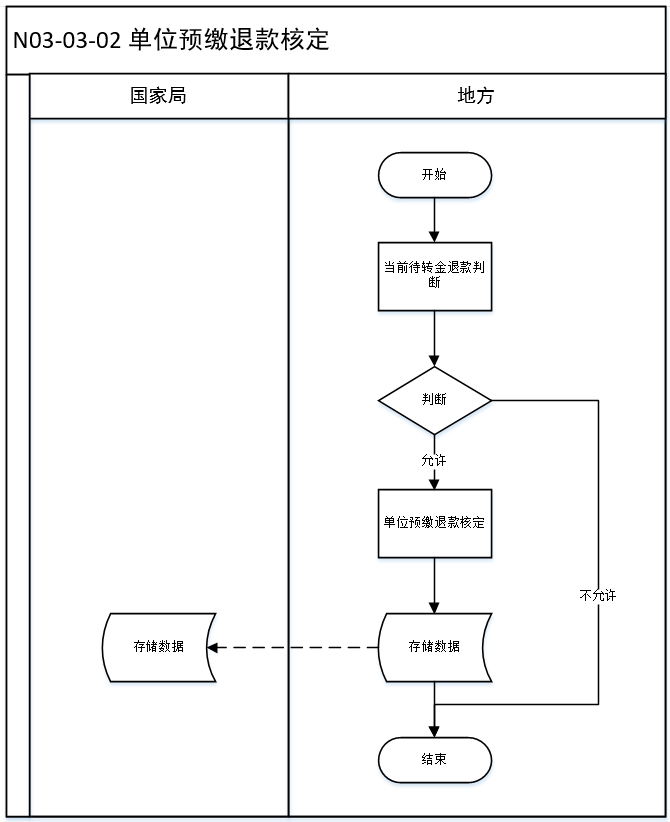 N03-03-02 单位预缴退款核定
国家局
地方
开始
当前待转金退款判
断
判断
允许
单位预缴退款核定
不允许
存储数据
存储数据
结束